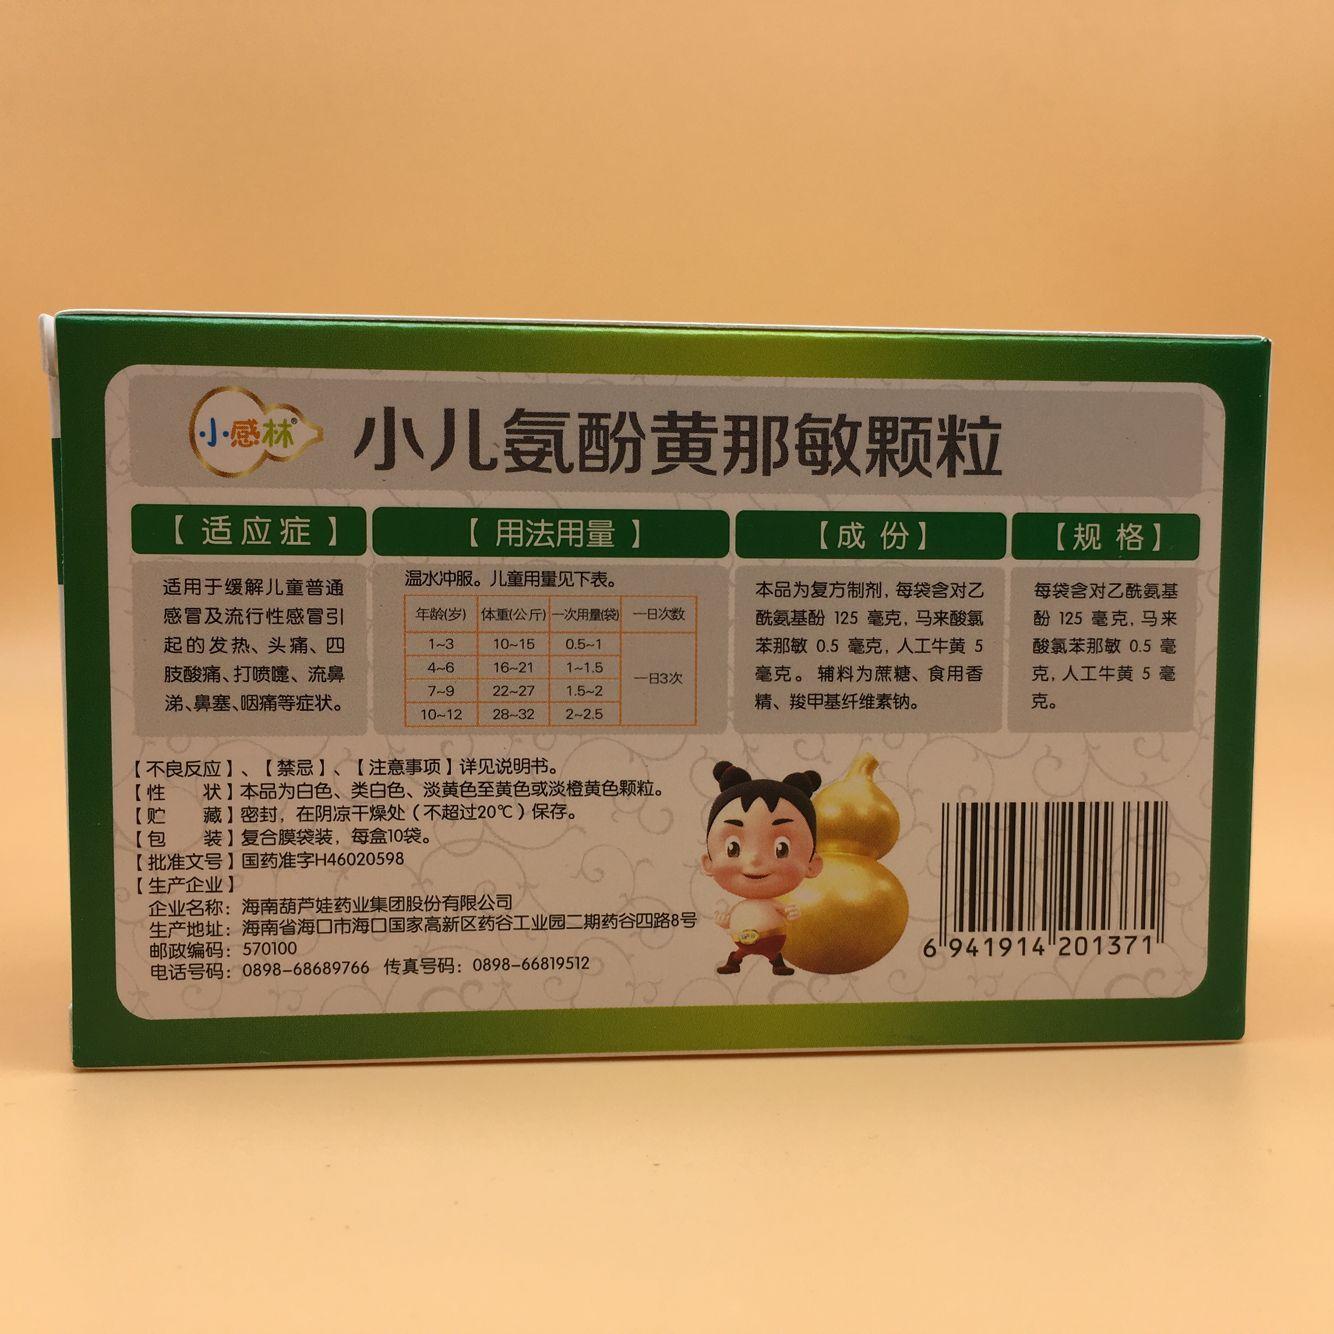 小感林®
小儿氨酚黄那敏颗粒
【适应症】
适用于缓解儿童普通
感冒及流行性感冒引
起的发热、头痛、四
肢酸痛、打喷嚏、流鼻
涕、鼻塞、咽痛等症状。
【用法用量】
温水冲服。儿童用量见下表。
年龄(岁) 体重(公斤) 一次用量(袋) 一日次数
1~3 10~15 0.5~1
4~6 16~21 1~1.5
一日3次
7~9 22~27 1.5~2
10~12 28~32 2~2.5
【成 份】
本品为复方制剂, 每袋含对乙
酰氨基酚 125 毫克, 马来酸氯
苯那敏 0.5 毫克, 人工牛黄 5
毫克。辅料为蔗糖、食用香
精、羧甲基纤维素钠。
【规 格】
每袋含对乙酰氨基
酚 125 毫克, 马来
酸氯苯那敏 0.5 毫
克, 人工牛黄 5 毫
克。
【不良反应】、【禁忌】、【注意事项】详见说明书。
【性 状】本品为白色、类白色、淡黄色至黄色或淡橙黄色颗粒。
【贮 藏】密封, 在阴凉干燥处(不超过20℃)保存。
【包 装】复合膜袋装, 每盒10袋。
【批准文号】国药准字H46020598
【生产企业】
企业名称: 海南葫芦娃药业集团股份有限公司
生产地址: 海南省海口市海口国家高新区药谷工业园二期药谷四路8号
邮政编码: 570100
电话号码: 0898-68689766 传真号码: 0898-66819512
6 941914 201371